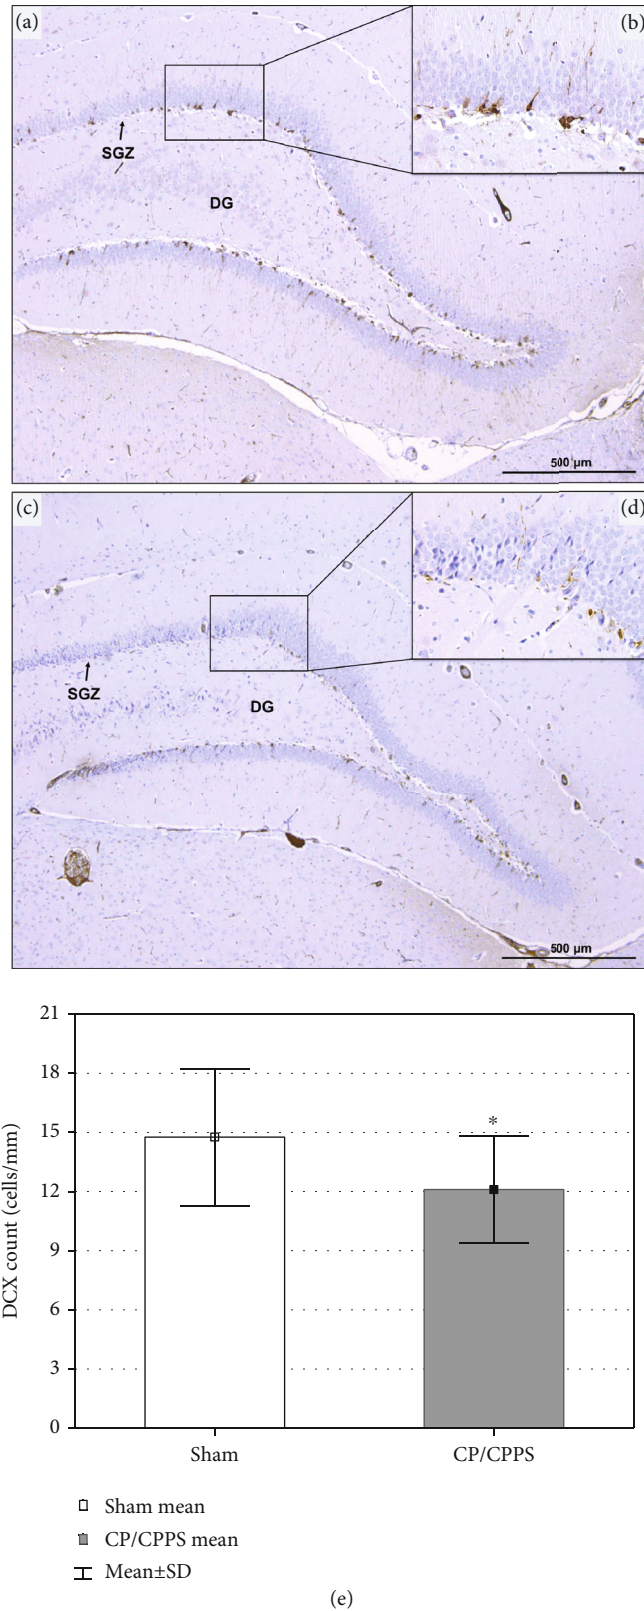 (a)
(b)
SGZ
DG
500 µm
(c)
(d)
SGZ
DG
500 µm
21
18
15
12
9
6
3
0
DCX count (cells/mm)
*
Sham
CP/CPPS
Sham mean
CP/CPPS mean
Mean±SD
(e)